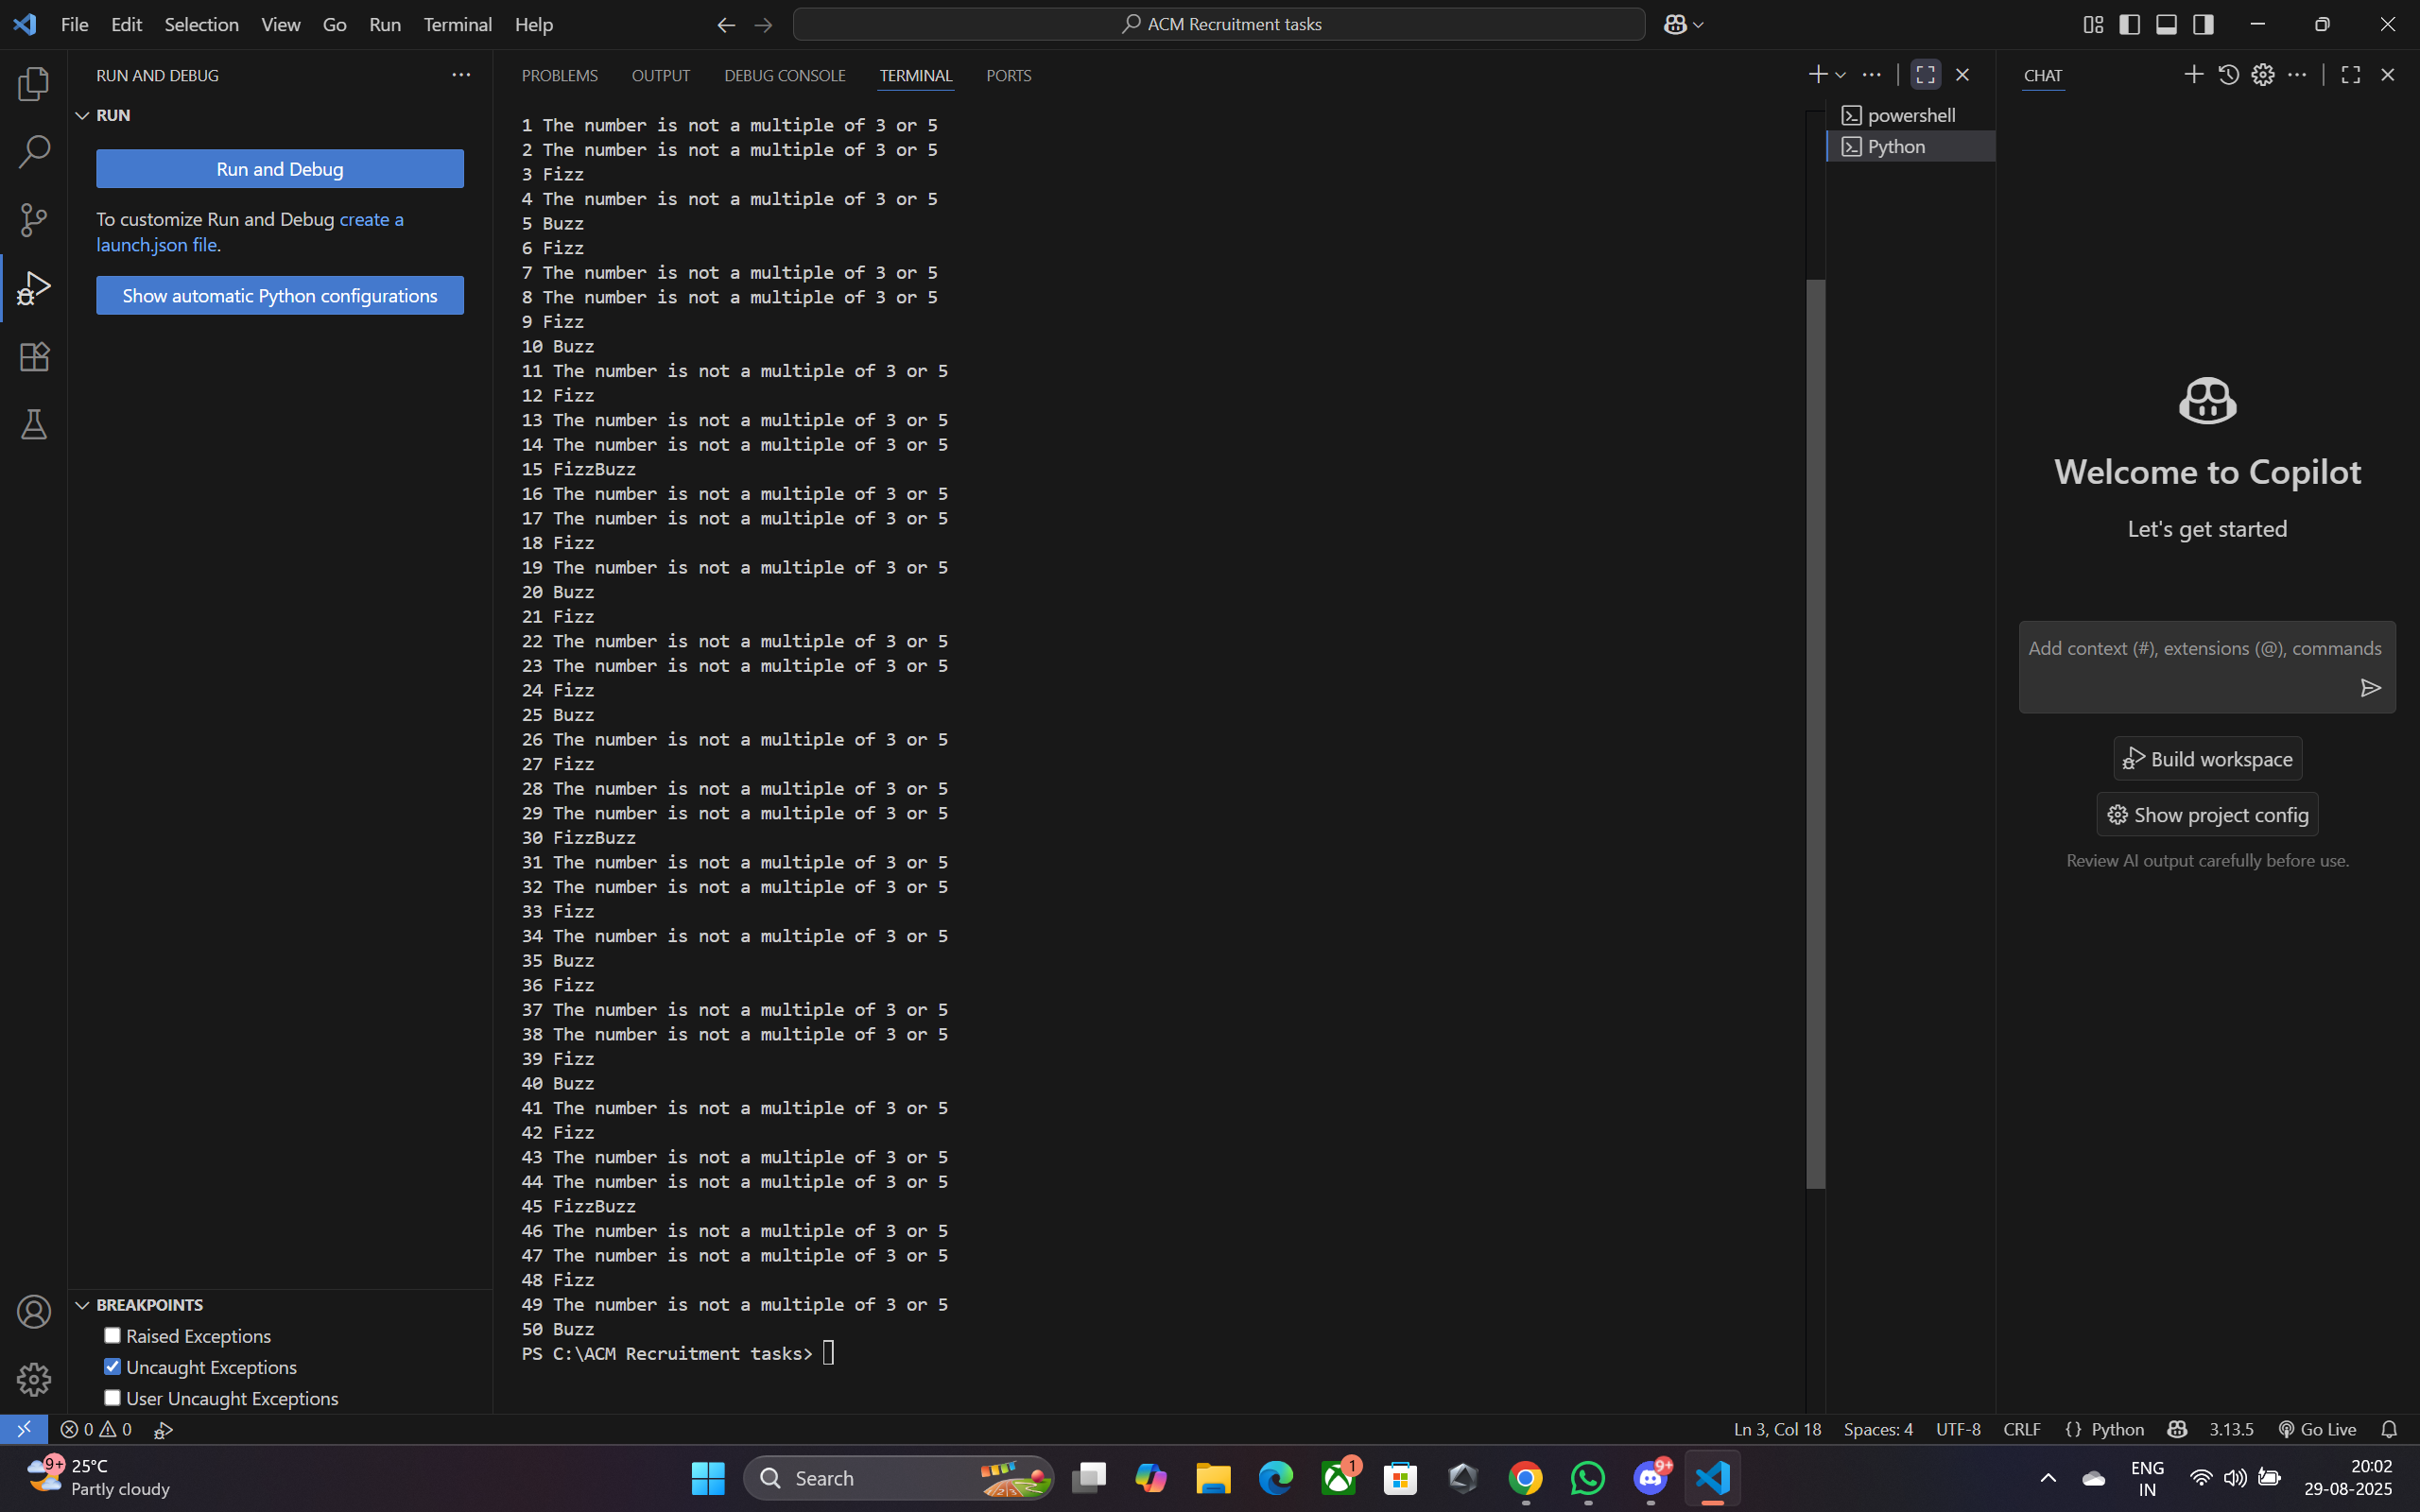 File Edit Selection View Go Run Terminal Help
ACM Recruitment tasks
RUN AND DEBUG
RUN
Run and Debug
To customize Run and Debug create a
launch.json file.
Show automatic Python configurations
BREAKPOINTS
Raised Exceptions
Uncaught Exceptions
User Uncaught Exceptions
PROBLEMS OUTPUT DEBUG CONSOLE TERMINAL PORTS
1 The number is not a multiple of 3 or 5
2 The number is not a multiple of 3 or 5
3 Fizz
4 The number is not a multiple of 3 or 5
5 Buzz
6 Fizz
7 The number is not a multiple of 3 or 5
8 The number is not a multiple of 3 or 5
9 Fizz
10 Buzz
11 The number is not a multiple of 3 or 5
12 Fizz
13 The number is not a multiple of 3 or 5
14 The number is not a multiple of 3 or 5
15 FizzBuzz
16 The number is not a multiple of 3 or 5
17 The number is not a multiple of 3 or 5
18 Fizz
19 The number is not a multiple of 3 or 5
20 Buzz
21 Fizz
22 The number is not a multiple of 3 or 5
23 The number is not a multiple of 3 or 5
24 Fizz
25 Buzz
26 The number is not a multiple of 3 or 5
27 Fizz
28 The number is not a multiple of 3 or 5
29 The number is not a multiple of 3 or 5
30 FizzBuzz
31 The number is not a multiple of 3 or 5
32 The number is not a multiple of 3 or 5
33 Fizz
34 The number is not a multiple of 3 or 5
35 Buzz
36 Fizz
37 The number is not a multiple of 3 or 5
38 The number is not a multiple of 3 or 5
39 Fizz
40 Buzz
41 The number is not a multiple of 3 or 5
42 Fizz
43 The number is not a multiple of 3 or 5
44 The number is not a multiple of 3 or 5
45 FizzBuzz
46 The number is not a multiple of 3 or 5
47 The number is not a multiple of 3 or 5
48 Fizz
49 The number is not a multiple of 3 or 5
50 Buzz
PS C:\ACM Recruitment tasks>
powershell
Python
CHAT
Welcome to Copilot
Let's get started
Add context (#), extensions (@), commands
Build workspace
Show project config
Review AI output carefully before use.
0 0
Ln 3, Col 18 Spaces: 4 UTF-8 CRLF {} Python 3.13.5 Go Live
9+
25°C
Partly cloudy
Search
1
9+
ENG
IN
20:02
29-08-2025